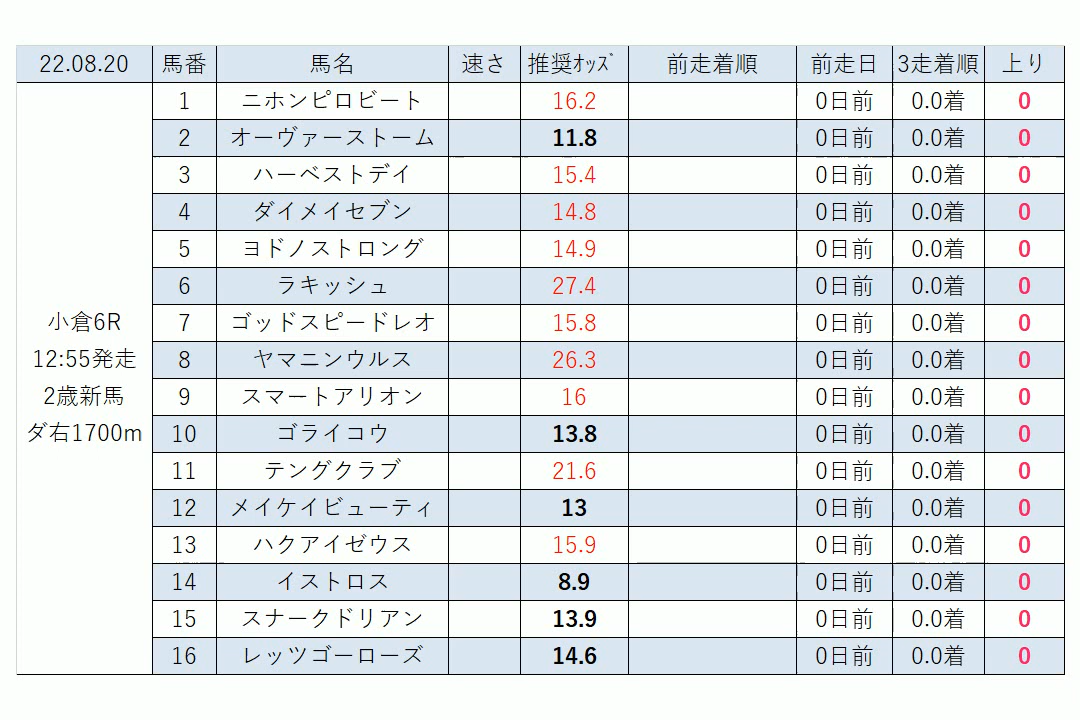 22.08.20 馬番 馬名 速さ 推奨ｵｯｽﾞ 前走着順 前走日 3走着順 上り
1 ニホンピロビート 16.2 0日前 0.0着 0
2 オーヴァーストーム 11.8 0日前 0.0着 0
3 ハーベストデイ 15.4 0日前 0.0着 0
4 ダイメイセブン 14.8 0日前 0.0着 0
5 ヨドノストロング 14.9 0日前 0.0着 0
6 ラキッシュ 27.4 0日前 0.0着 0
小倉6R
7 ゴッドスピードレオ 15.8 0日前 0.0着 0
12:55発走
8 ヤマニンウルス 26.3 0日前 0.0着 0
2歳新馬
9 スマートアリオン 16 0日前 0.0着 0
ダ右1700m
10 ゴライコウ 13.8 0日前 0.0着 0
11 テングクラブ 21.6 0日前 0.0着 0
12 メイケイビューティ 13 0日前 0.0着 0
13 ハクアイゼウス 15.9 0日前 0.0着 0
14 イストロス 8.9 0日前 0.0着 0
15 スナークドリアン 13.9 0日前 0.0着 0
16 レッツゴーローズ 14.6 0日前 0.0着 0